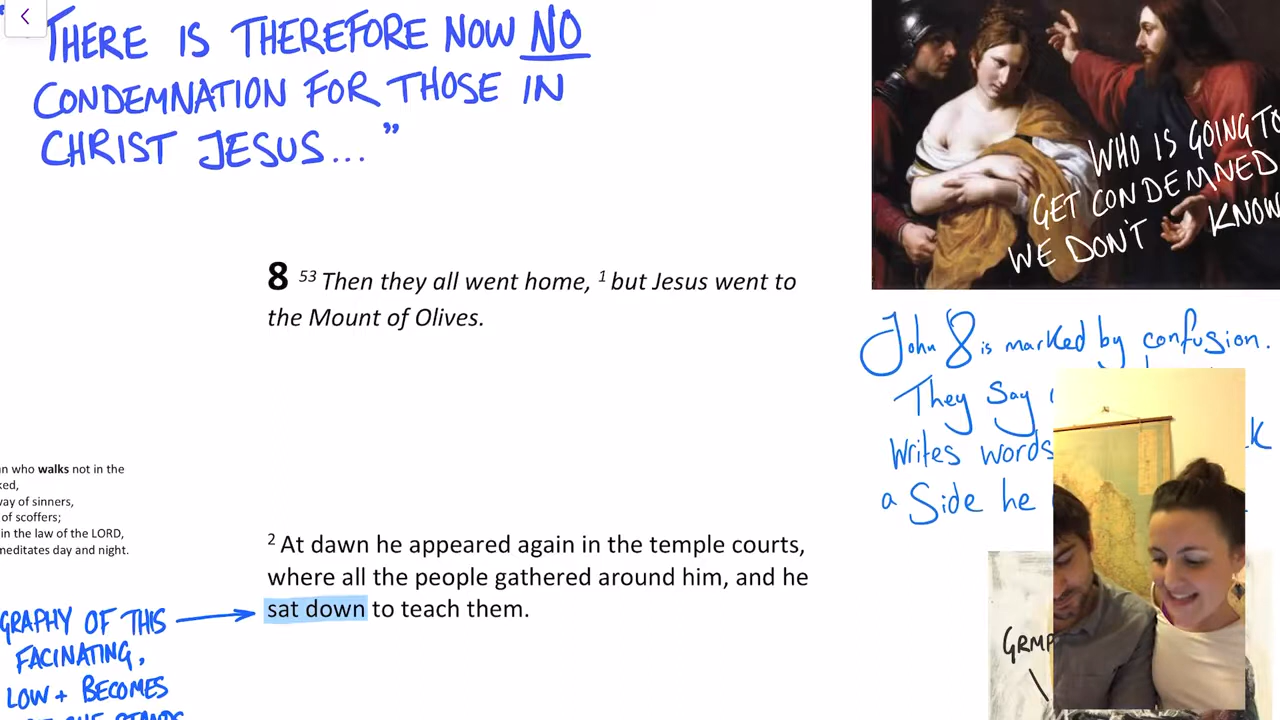 "THERE IS THEREFORE NOW NO
CONDEMNATION FOR THOSE IN
CHRIST JESUS... "
WHO IS GOING TO
GET CONDEMNED
WE DON'T KNOW
8 53 Then they all went home, 1 but Jesus went to
the Mount of Olives.
John 8 is marked by confusion.
They Say
Writes words
a Side he
who walks not in the
of sinners,
of scoffers;
in the law of the LORD,
meditates day and night.
2 At dawn he appeared again in the temple courts,
where all the people gathered around him, and he
sat down to teach them.
OF THIS
FACINATING,
LOW + BECOMES